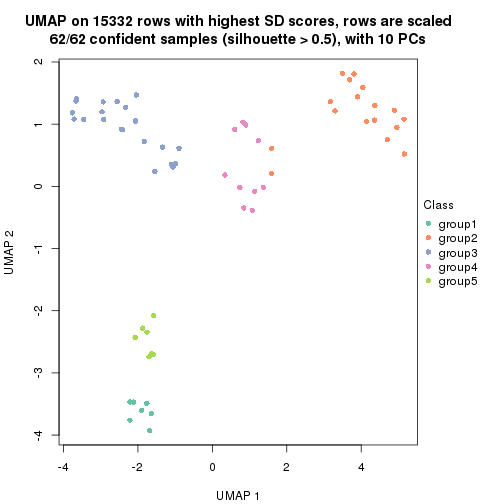 UMAP on 15332 rows with highest SD scores, rows are scaled
62/62 confident samples (silhouette > 0.5), with 10 PCs
2
1
0
-1
-2
-3
-4
UMAP 2
-4
-2
0
2
4
UMAP 1
Class
group1
group2
group3
group4
group5